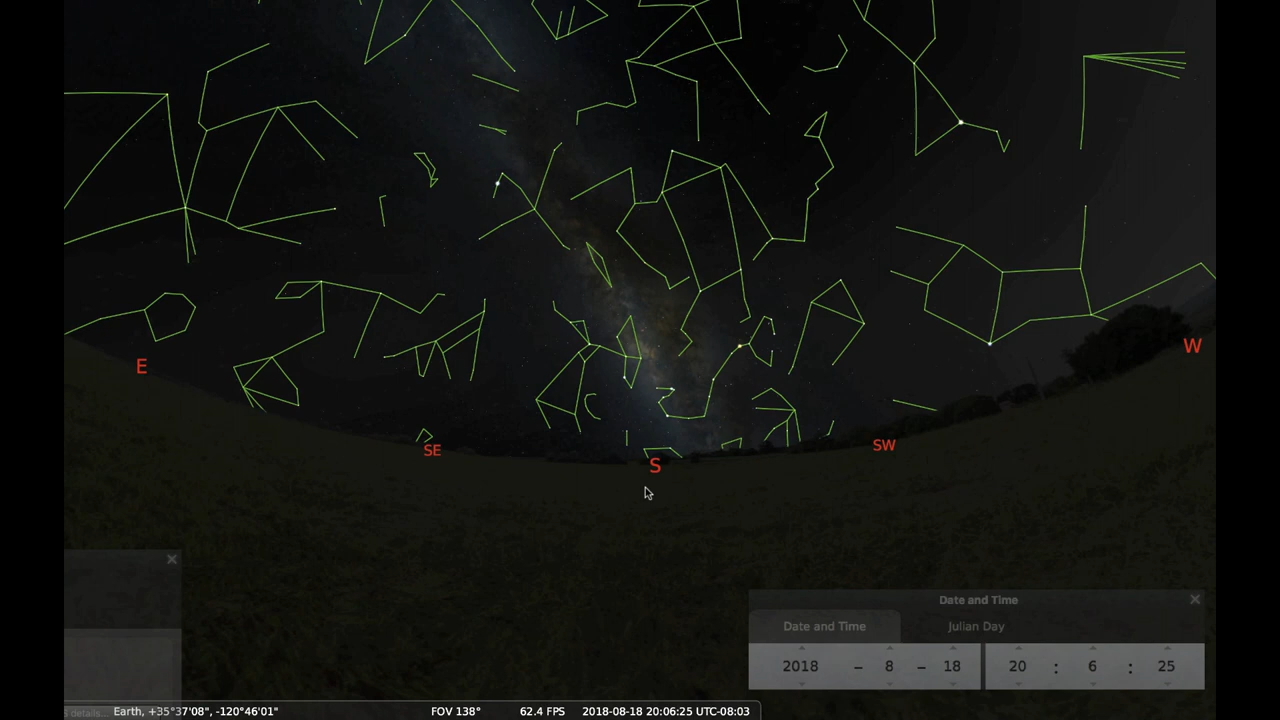 E
W
SE
SW
S
Date and Time
Date and Time Julian Day
2018 - 8 - 18 20 : 6 : 25
s details... Earth, +35°37'08", -120°46'01" FOV 138° 62.4 FPS 2018-08-18 20:06:25 UTC-08:03